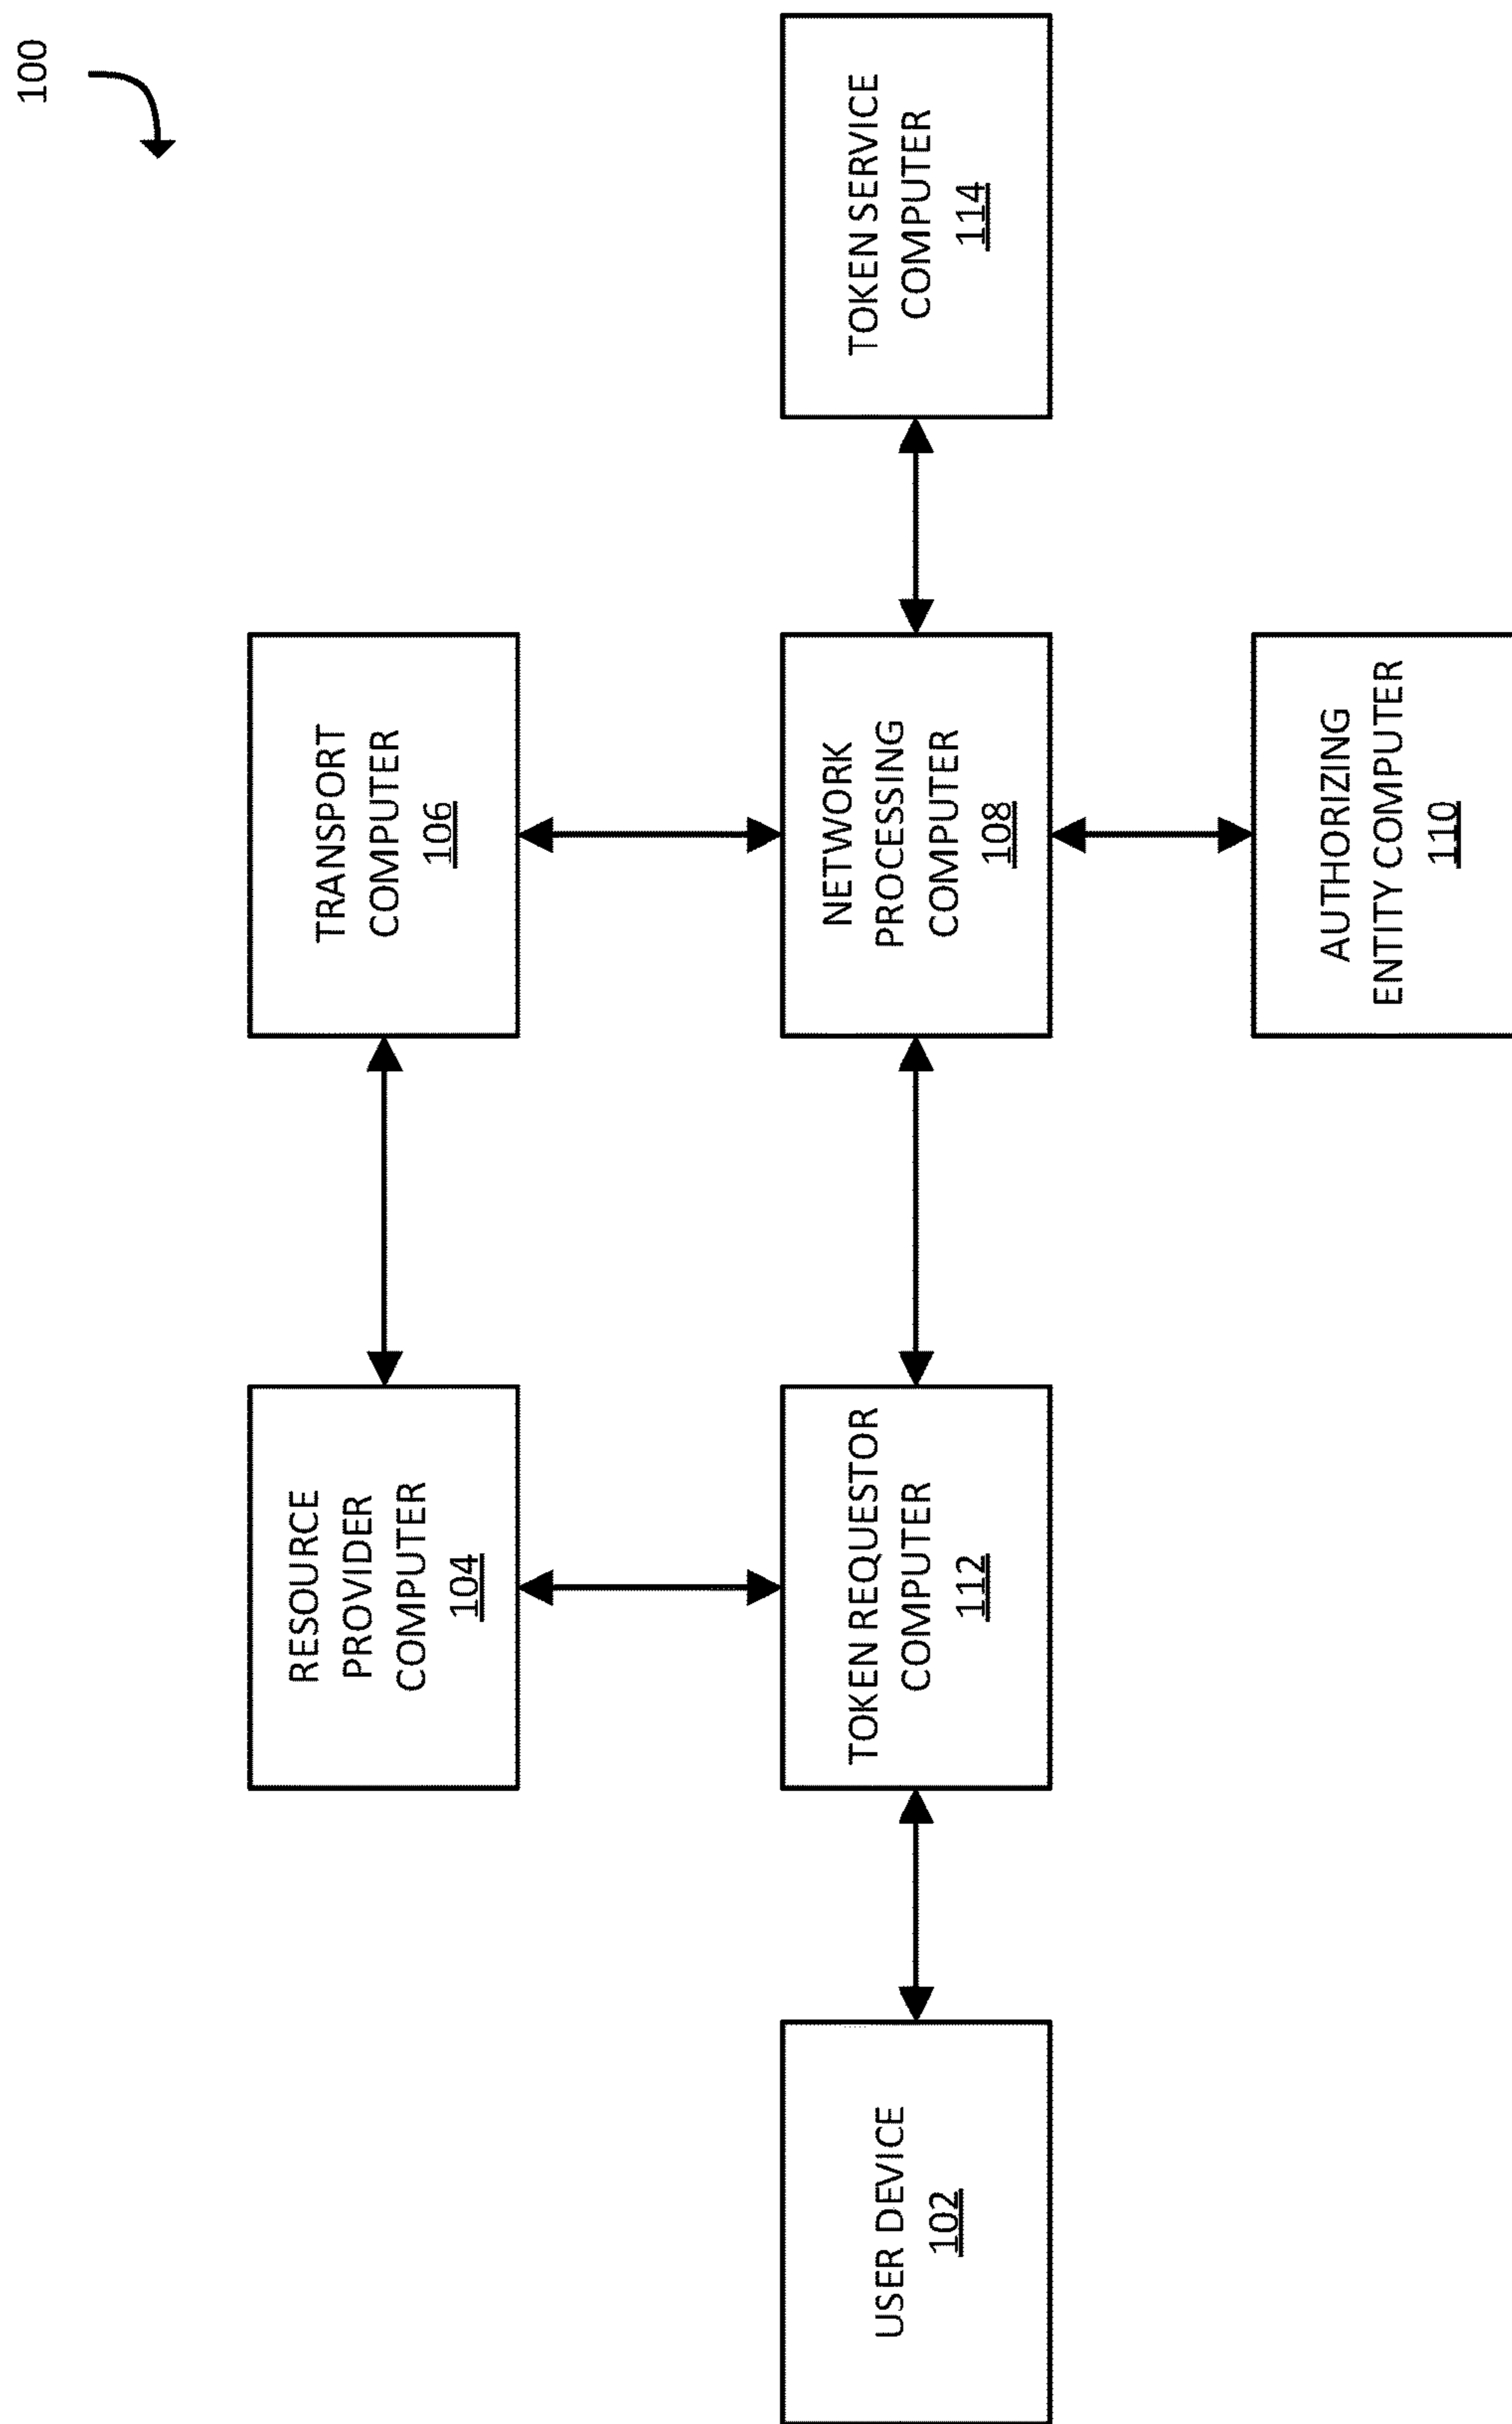 100
RESOURCE
PROVIDER
COMPUTER
104
TRANSPORT
COMPUTER
106
USER DEVICE
102
TOKEN REQUESTOR
COMPUTER
112
NETWORK
PROCESSING
COMPUTER
108
TOKEN SERVICE
COMPUTER
114
AUTHORIZING
ENTITY COMPUTER
110